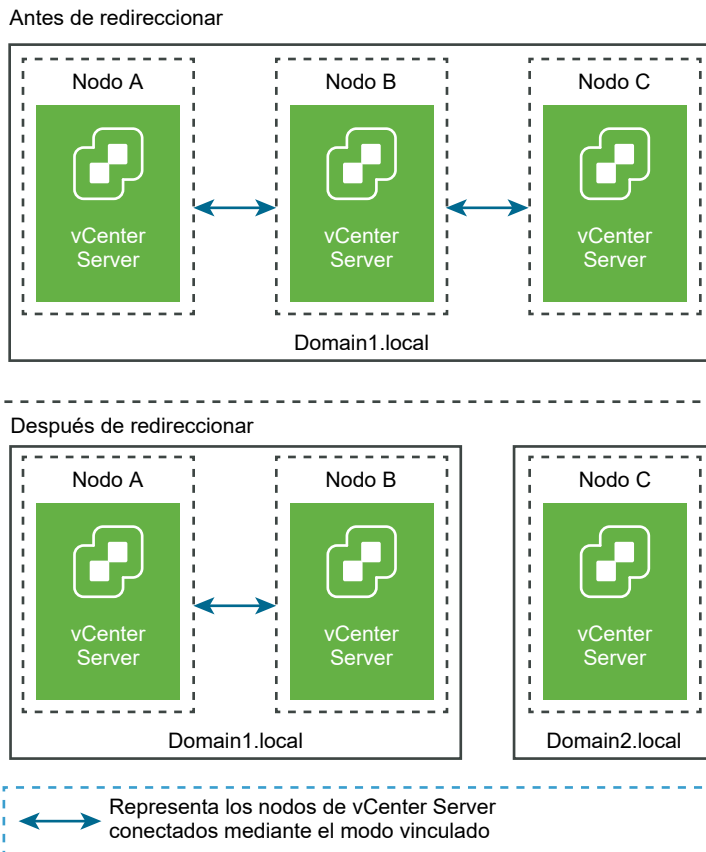 Antes de redireccionar
Nodo A
Nodo B
Nodo C
vCenter
Server
vCenter
Server
vCenter
Server
Domain1.local
Después de redireccionar
Nodo A
Nodo B
Nodo C
vCenter
Server
vCenter
Server
vCenter
Server
Domain1.local
Domain2.local
Representa los nodos de vCenter Server
conectados mediante el modo vinculado